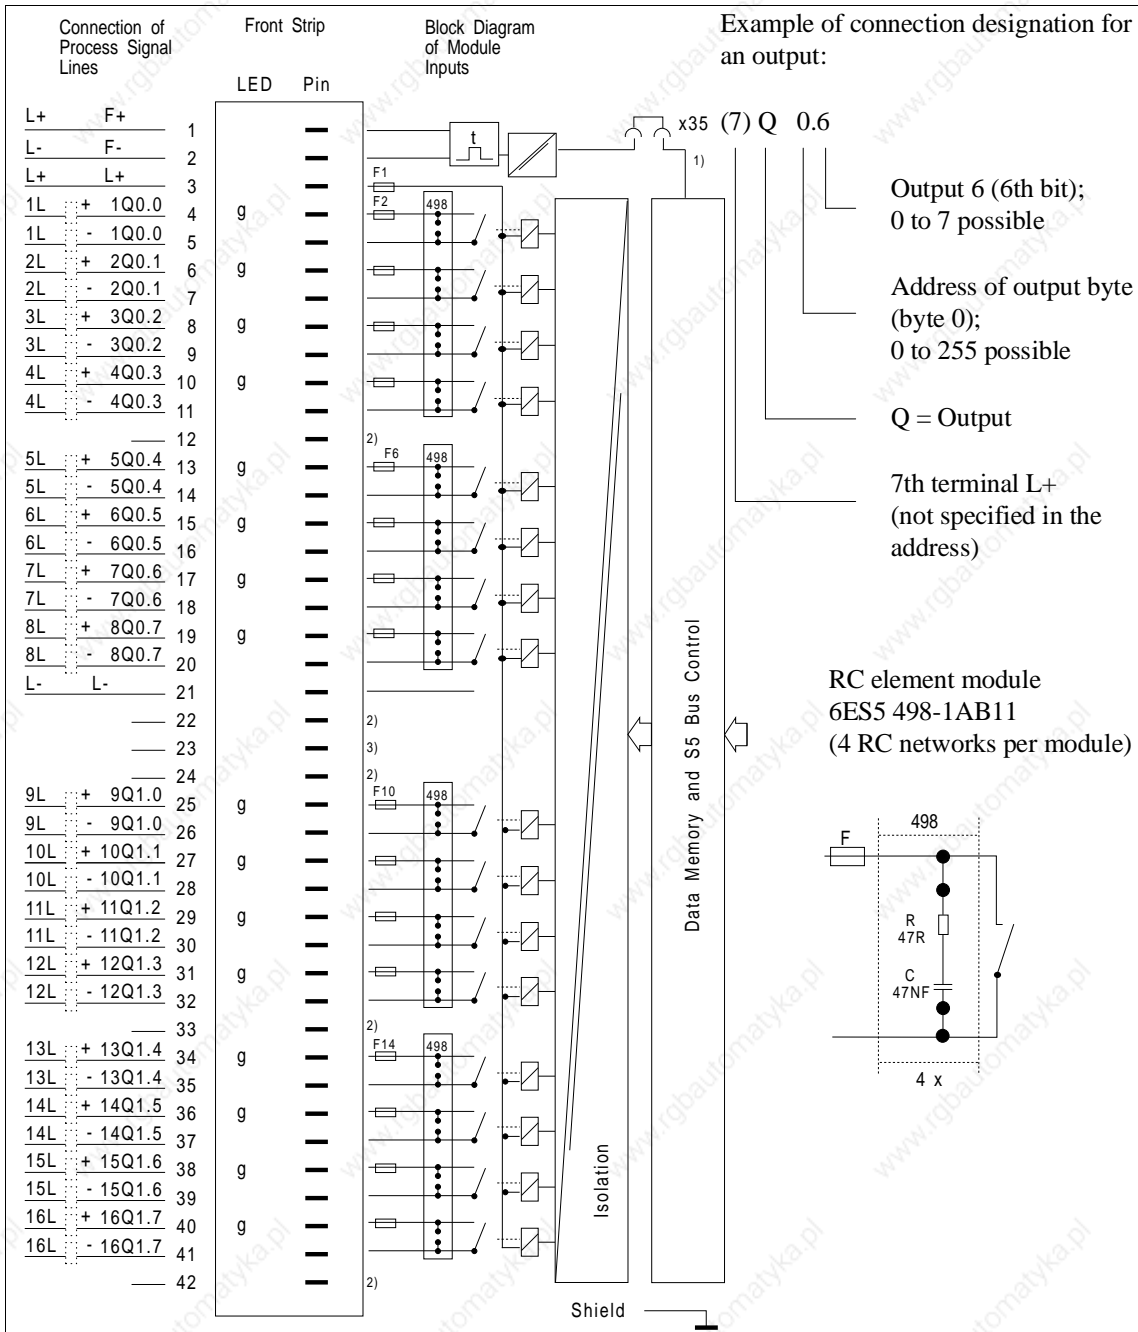 Connection of
Process Signal
Lines
Front Strip
LED Pin
Block Diagram
of Module
Inputs
Example of connection designation for
an output:
x35 (7) Q 0.6
1)
Output 6 (6th bit);
0 to 7 possible
Address of output byte
(byte 0);
0 to 255 possible
Q = Output
7th terminal L+
(not specified in the
address)
RC element module
6ES5 498-1AB11
(4 RC networks per module)
498
F
R
47R
C
47NF
4 x
L+ F+ 1
L- F- 2
t
L+ L+ 3 F1
1L + 1Q0.0 4 g F2 498
1L - 1Q0.0 5
2L + 2Q0.1 6 g
2L - 2Q0.1 7
3L + 3Q0.2 8 g
3L - 3Q0.2 9
4L + 4Q0.3 10 g
4L - 4Q0.3 11
12 2)
5L + 5Q0.4 13 g F6 498
5L - 5Q0.4 14
6L + 6Q0.5 15 g
6L - 6Q0.5 16
7L + 7Q0.6 17 g
7L - 7Q0.6 18
8L + 8Q0.7 19 g
8L - 8Q0.7 20
L- L- 21
22 2)
23 3)
24 2)
9L + 9Q1.0 25 g F10 498
9L - 9Q1.0 26
10L + 10Q1.1 27 g
10L - 10Q1.1 28
11L + 11Q1.2 29 g
11L - 11Q1.2 30
12L + 12Q1.3 31 g
12L - 12Q1.3 32
33 2)
13L + 13Q1.4 34 g F14 498
13L - 13Q1.4 35
14L + 14Q1.5 36 g
14L - 14Q1.5 37
15L + 15Q1.6 38 g
15L - 15Q1.6 39
16L + 16Q1.7 40 g
16L - 16Q1.7 41
42 2)
Isolation
Data Memory and S5 Bus Control
Shield
www.rgbautomatyka.pl